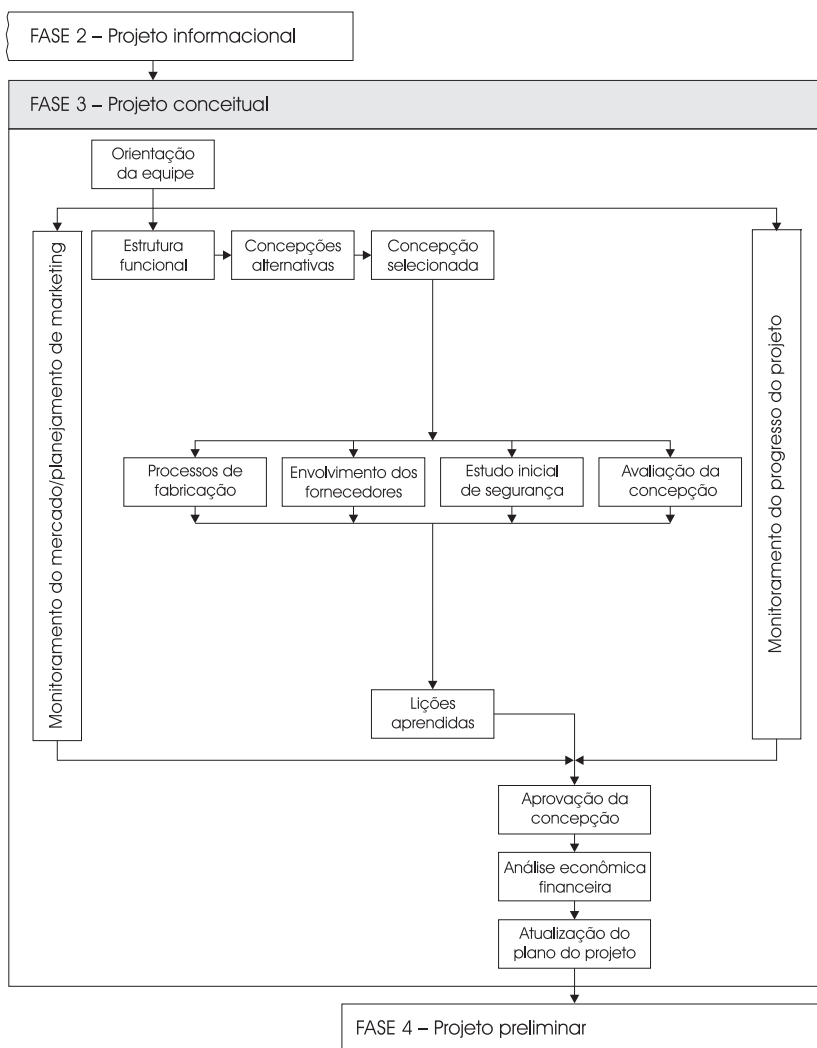 FASE 2 – Projeto informacional
FASE 3 – Projeto conceitual
Orientação
da equipe
Monitoramento do mercado/planejamento de marketing
Estrutura
funcional
Concepções
alternativas
Concepção
selecionada
Monitoramento do progresso do projeto
Processos de
fabricação
Envolvimento dos
fornecedores
Estudo inicial
de segurança
Avaliação da
concepção
Lições
aprendidas
Aprovação da
concepção
Análise econômica
financeira
Atualização do
plano do projeto
FASE 4 – Projeto preliminar